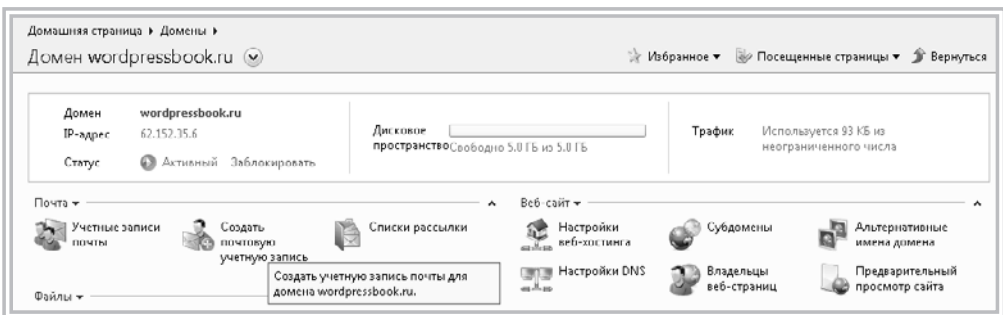 Домашняя страница ▸ Домены ▸
Домен wordpressbook.ru
Избранное ▾ Посещенные страницы ▾ Вернуться
Домен wordpressbook.ru
IP-адрес 62.152.35.6
Статус Активный Заблокировать
Дисковое
пространство Свободно 5.0 ГБ из 5.0 ГБ
Трафик Используется 93 КБ из
неограниченного числа
Почта ▾
Учетные записи
почты
Создать
почтовую
учетную запись
Списки рассылки
Создать учетную запись почты для
домена wordpressbook.ru.
Файлы ▾
Веб-сайт ▾
Настройки
веб-хостинга
Субдомены
Альтернативные
имена домена
Настройки DNS
Владельцы
веб-страниц
Предварительный
просмотр сайта